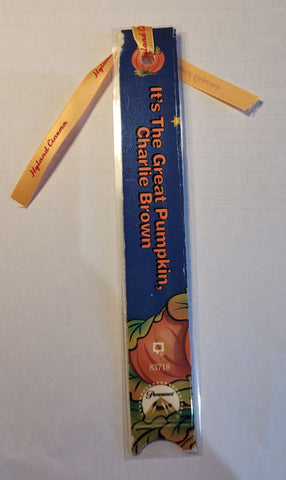 Hyland Cinema
It's The Great Pumpkin,
Charlie Brown
83718
Paramount